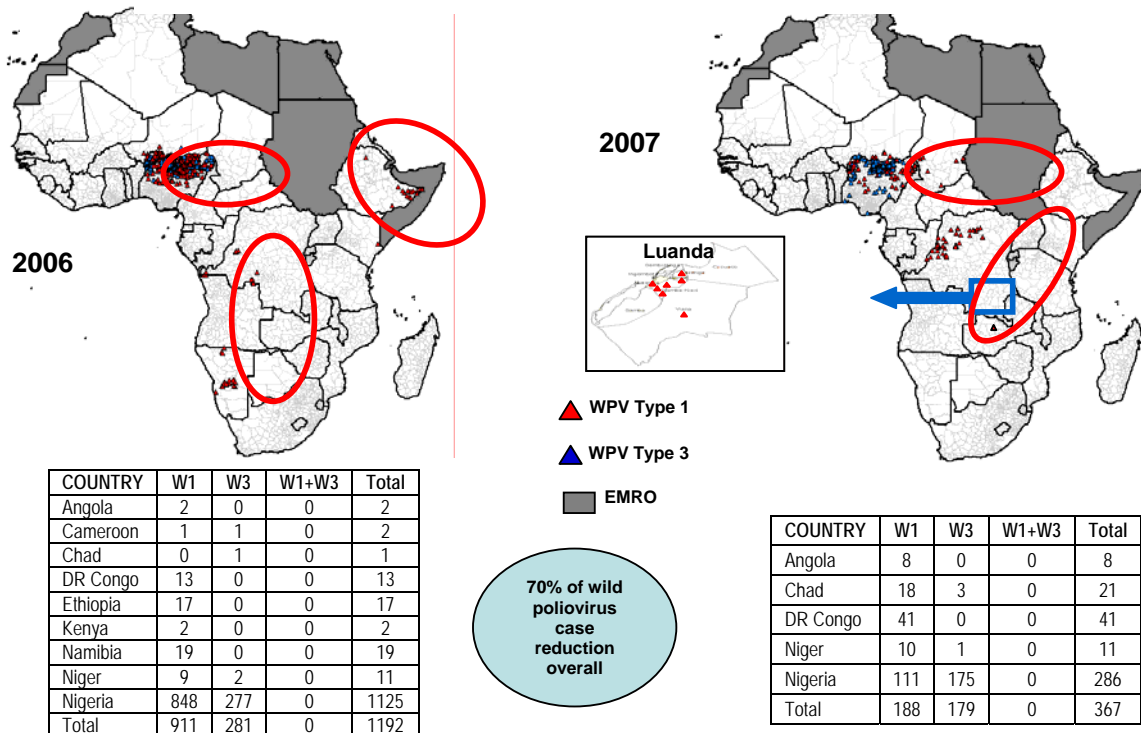 2006
2007
Luanda
WPV Type 1
WPV Type 3
EMRO
70% of wild
poliovirus
case
reduction
overall
COUNTRY W1 W3 W1+W3 Total
Angola 2 0 0 2
Cameroon 1 1 0 2
Chad 0 1 0 1
DR Congo 13 0 0 13
Ethiopia 17 0 0 17
Kenya 2 0 0 2
Namibia 19 0 0 19
Niger 9 2 0 11
Nigeria 848 277 0 1125
Total 911 281 0 1192
COUNTRY W1 W3 W1+W3 Total
Angola 8 0 0 8
Chad 18 3 0 21
DR Congo 41 0 0 41
Niger 10 1 0 11
Nigeria 111 175 0 286
Total 188 179 0 367